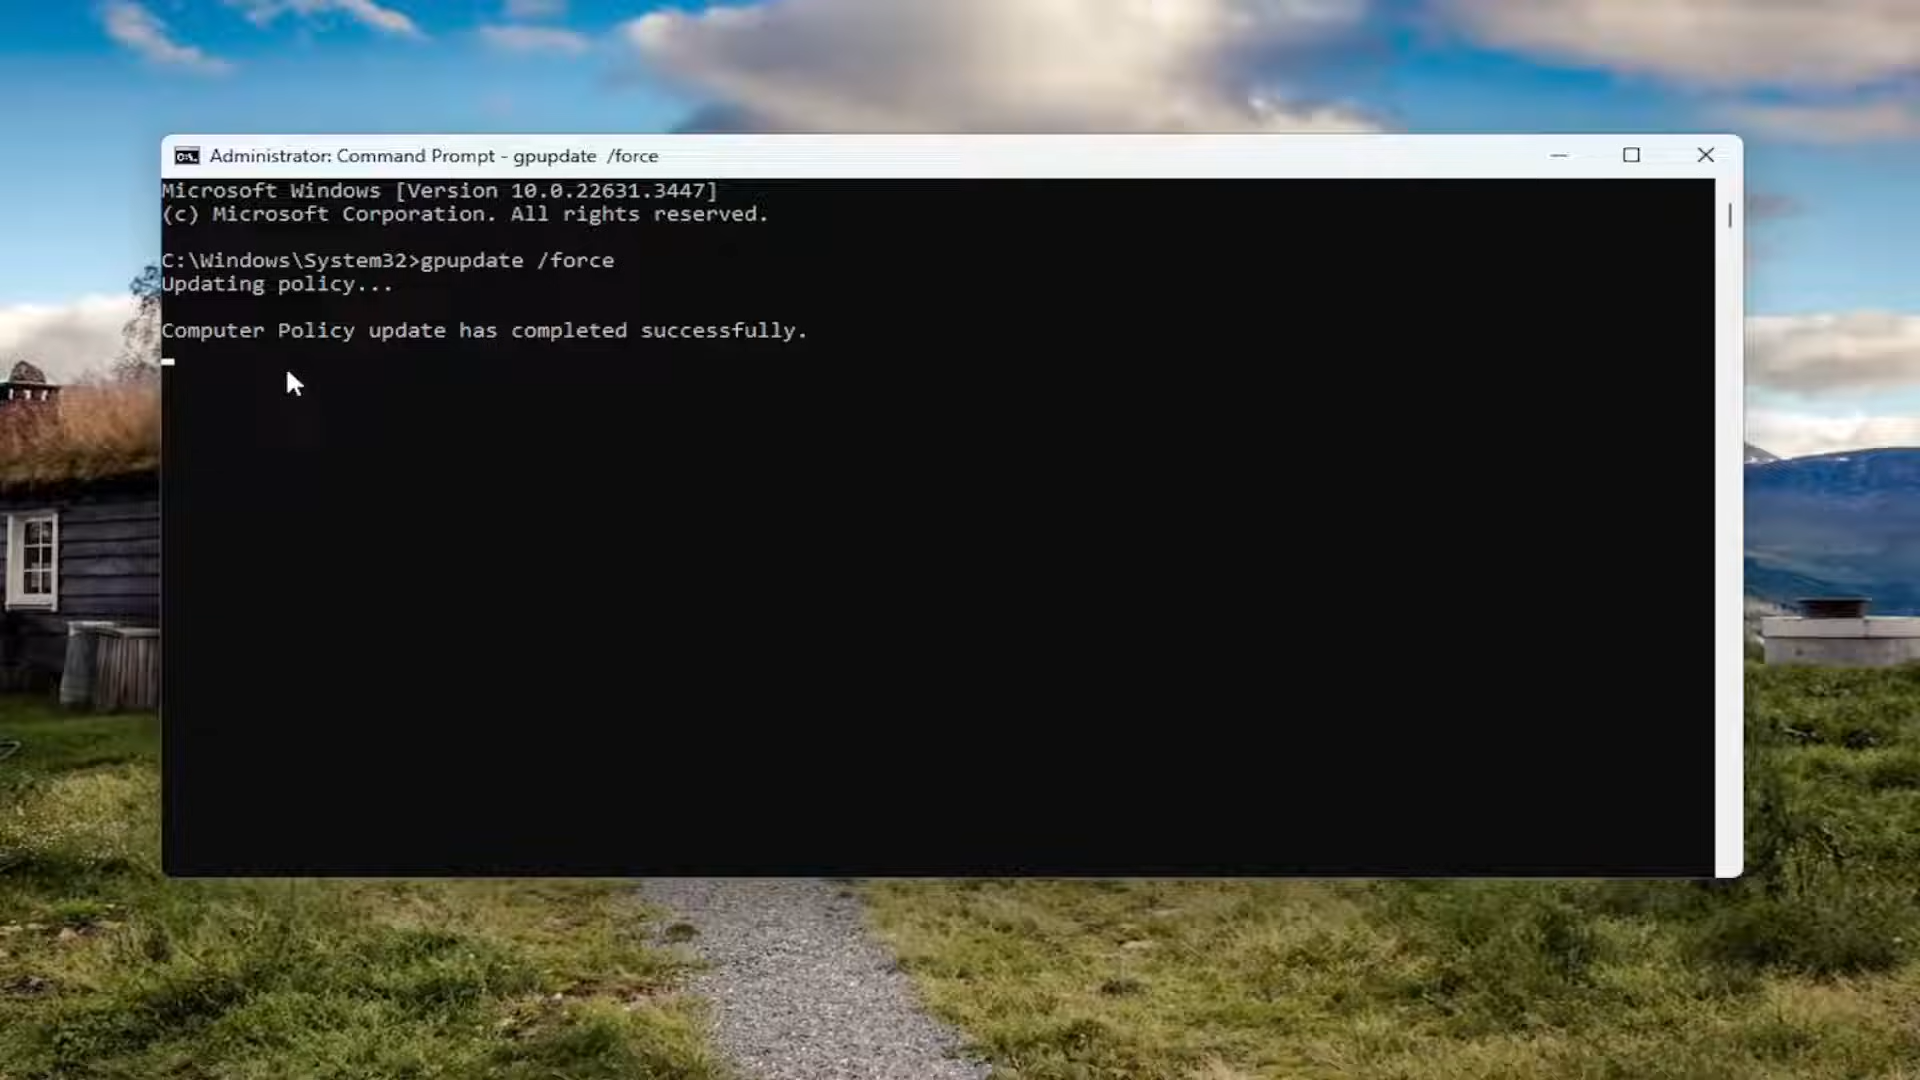 Administrator: Command Prompt - gpupdate  /force
Microsoft Windows [Version 10.0.22631.3447]
(c) Microsoft Corporation. All rights reserved.
C:\Windows\System32>gpupdate /force
Updating policy...
Computer Policy update has completed successfully.